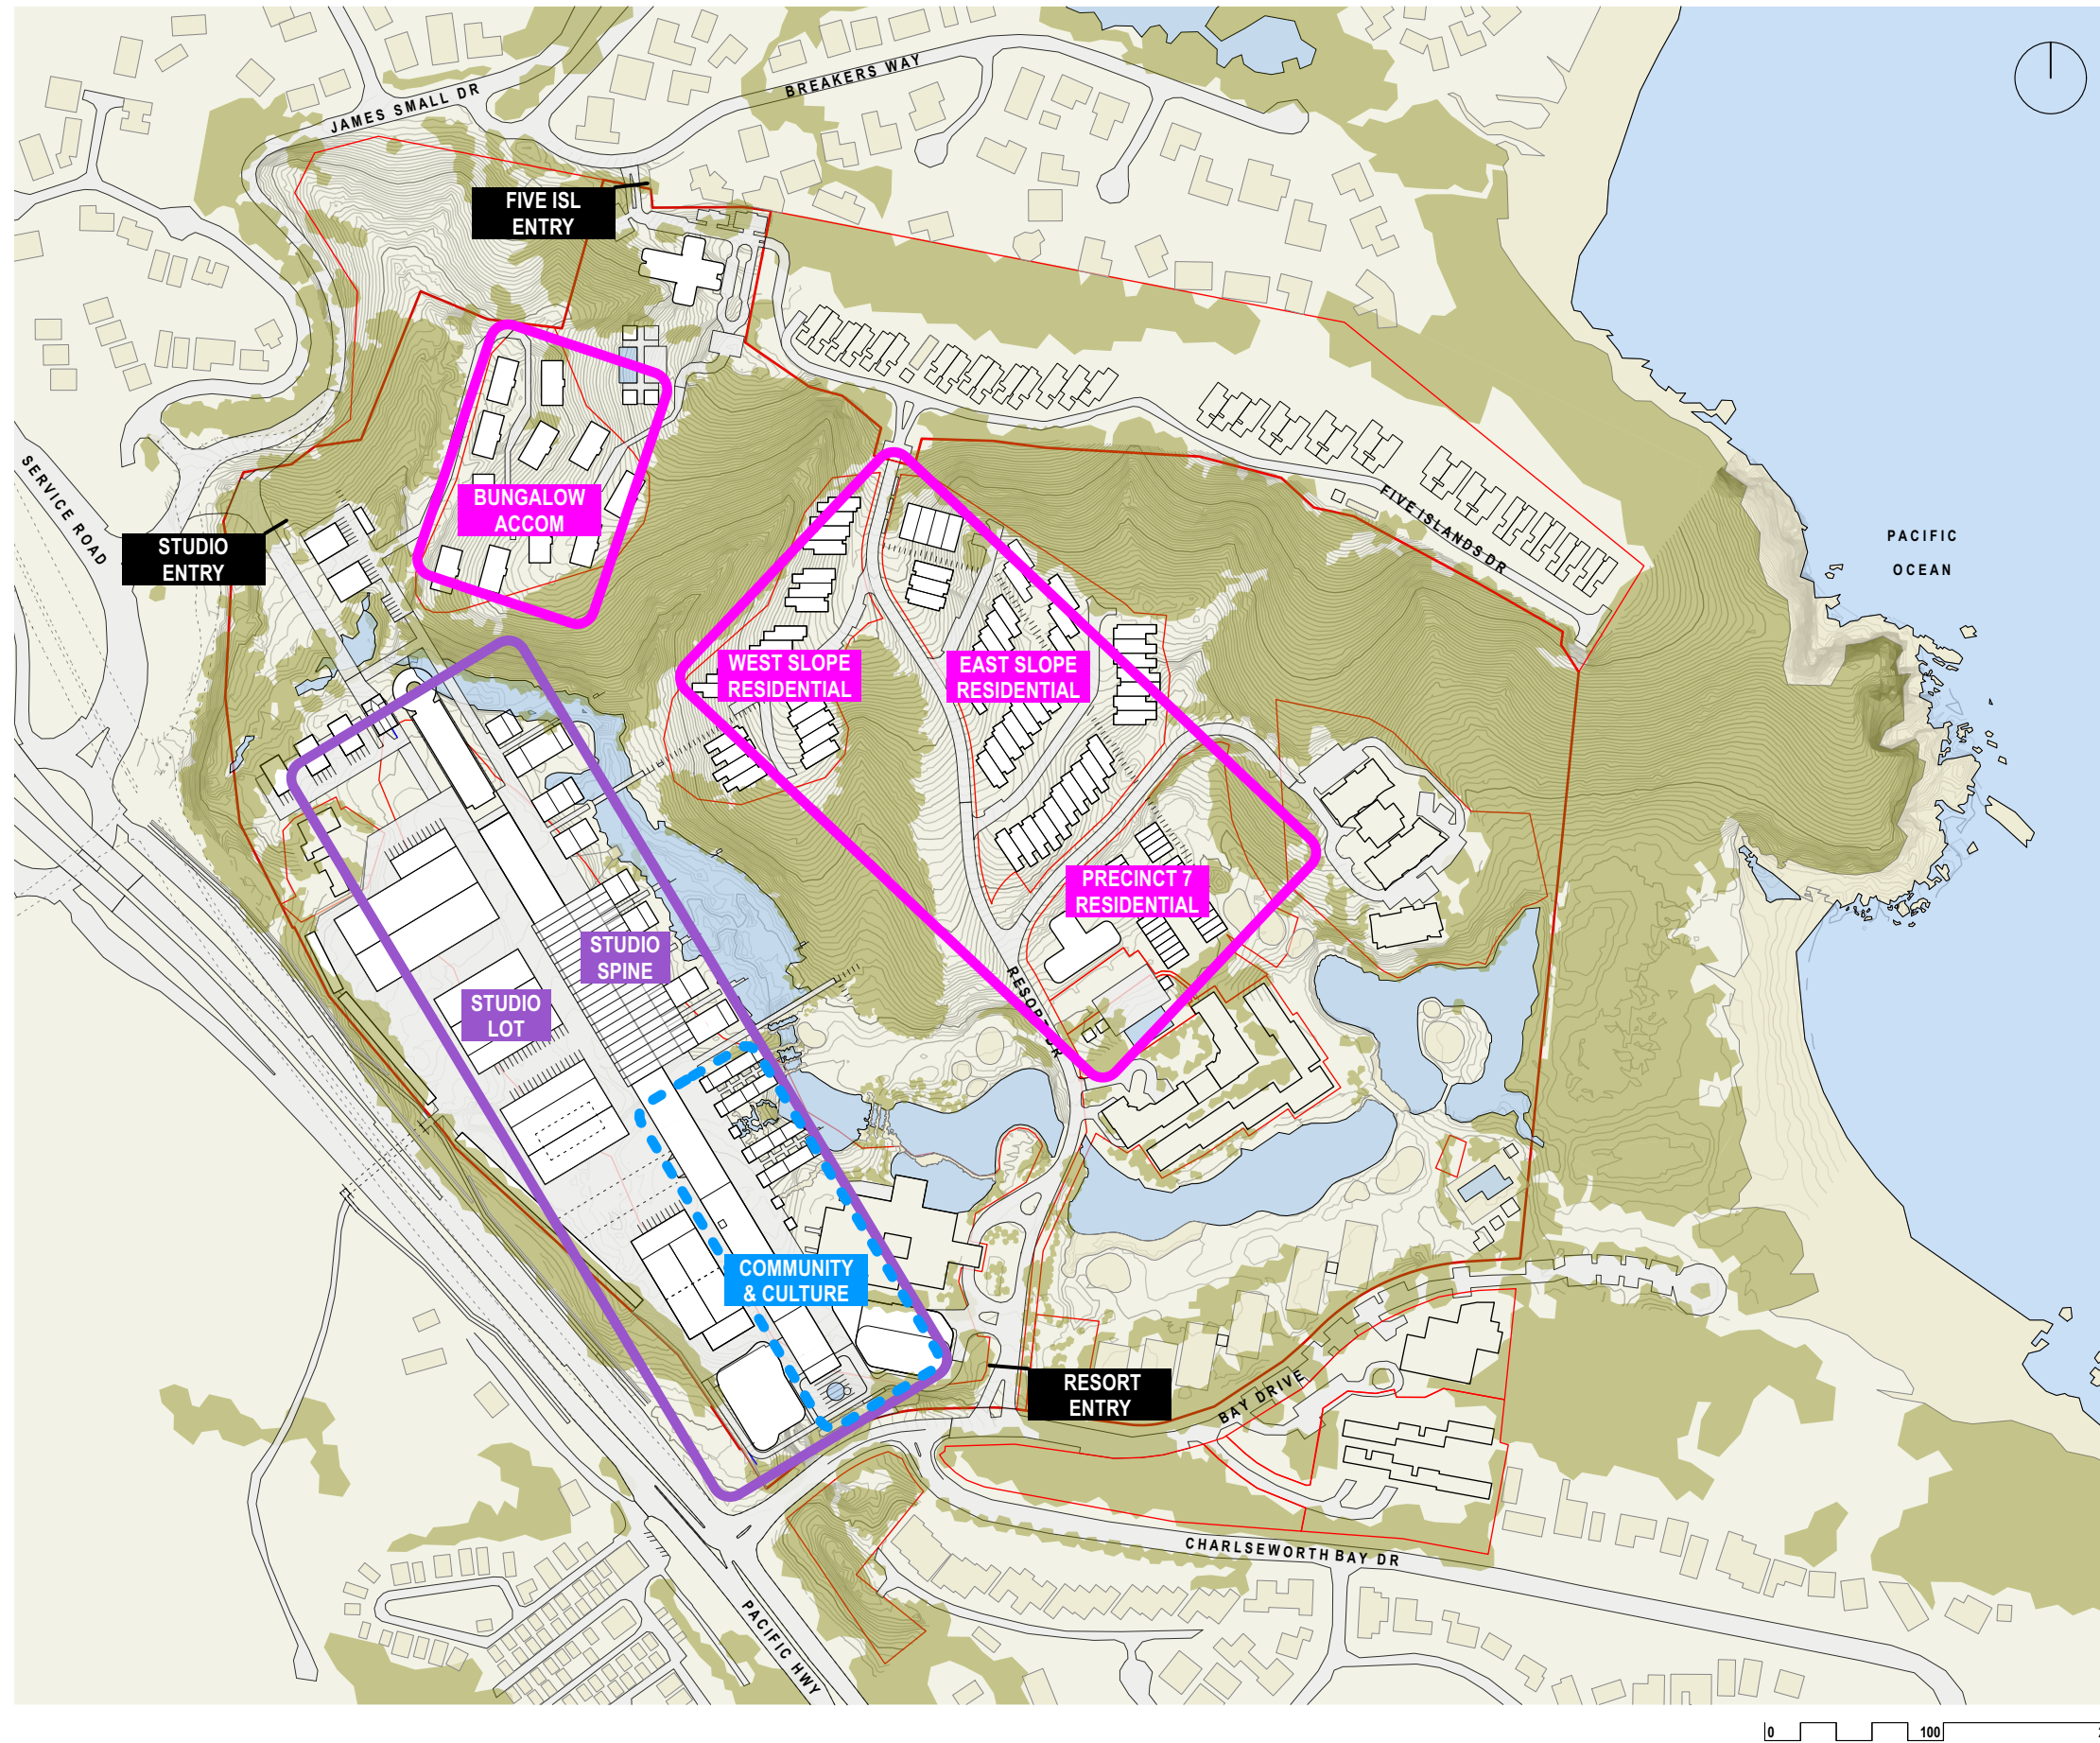 BREAKERS WAY
JAMES SMALL DR
FIVE ISL
ENTRY
SERVICE ROAD
BUNGALOW
ACCOM
FIVE ISLANDS DR
STUDIO
ENTRY
PACIFIC
OCEAN
WEST SLOPE
RESIDENTIAL
EAST SLOPE
RESIDENTIAL
PRECINCT 7
RESIDENTIAL
STUDIO
SPINE
STUDIO
LOT
RESORT DR
COMMUNITY
& CULTURE
RESORT
ENTRY
BAY DRIVE
CHARLSEWORTH BAY DR
PACIFIC HWY
0 100